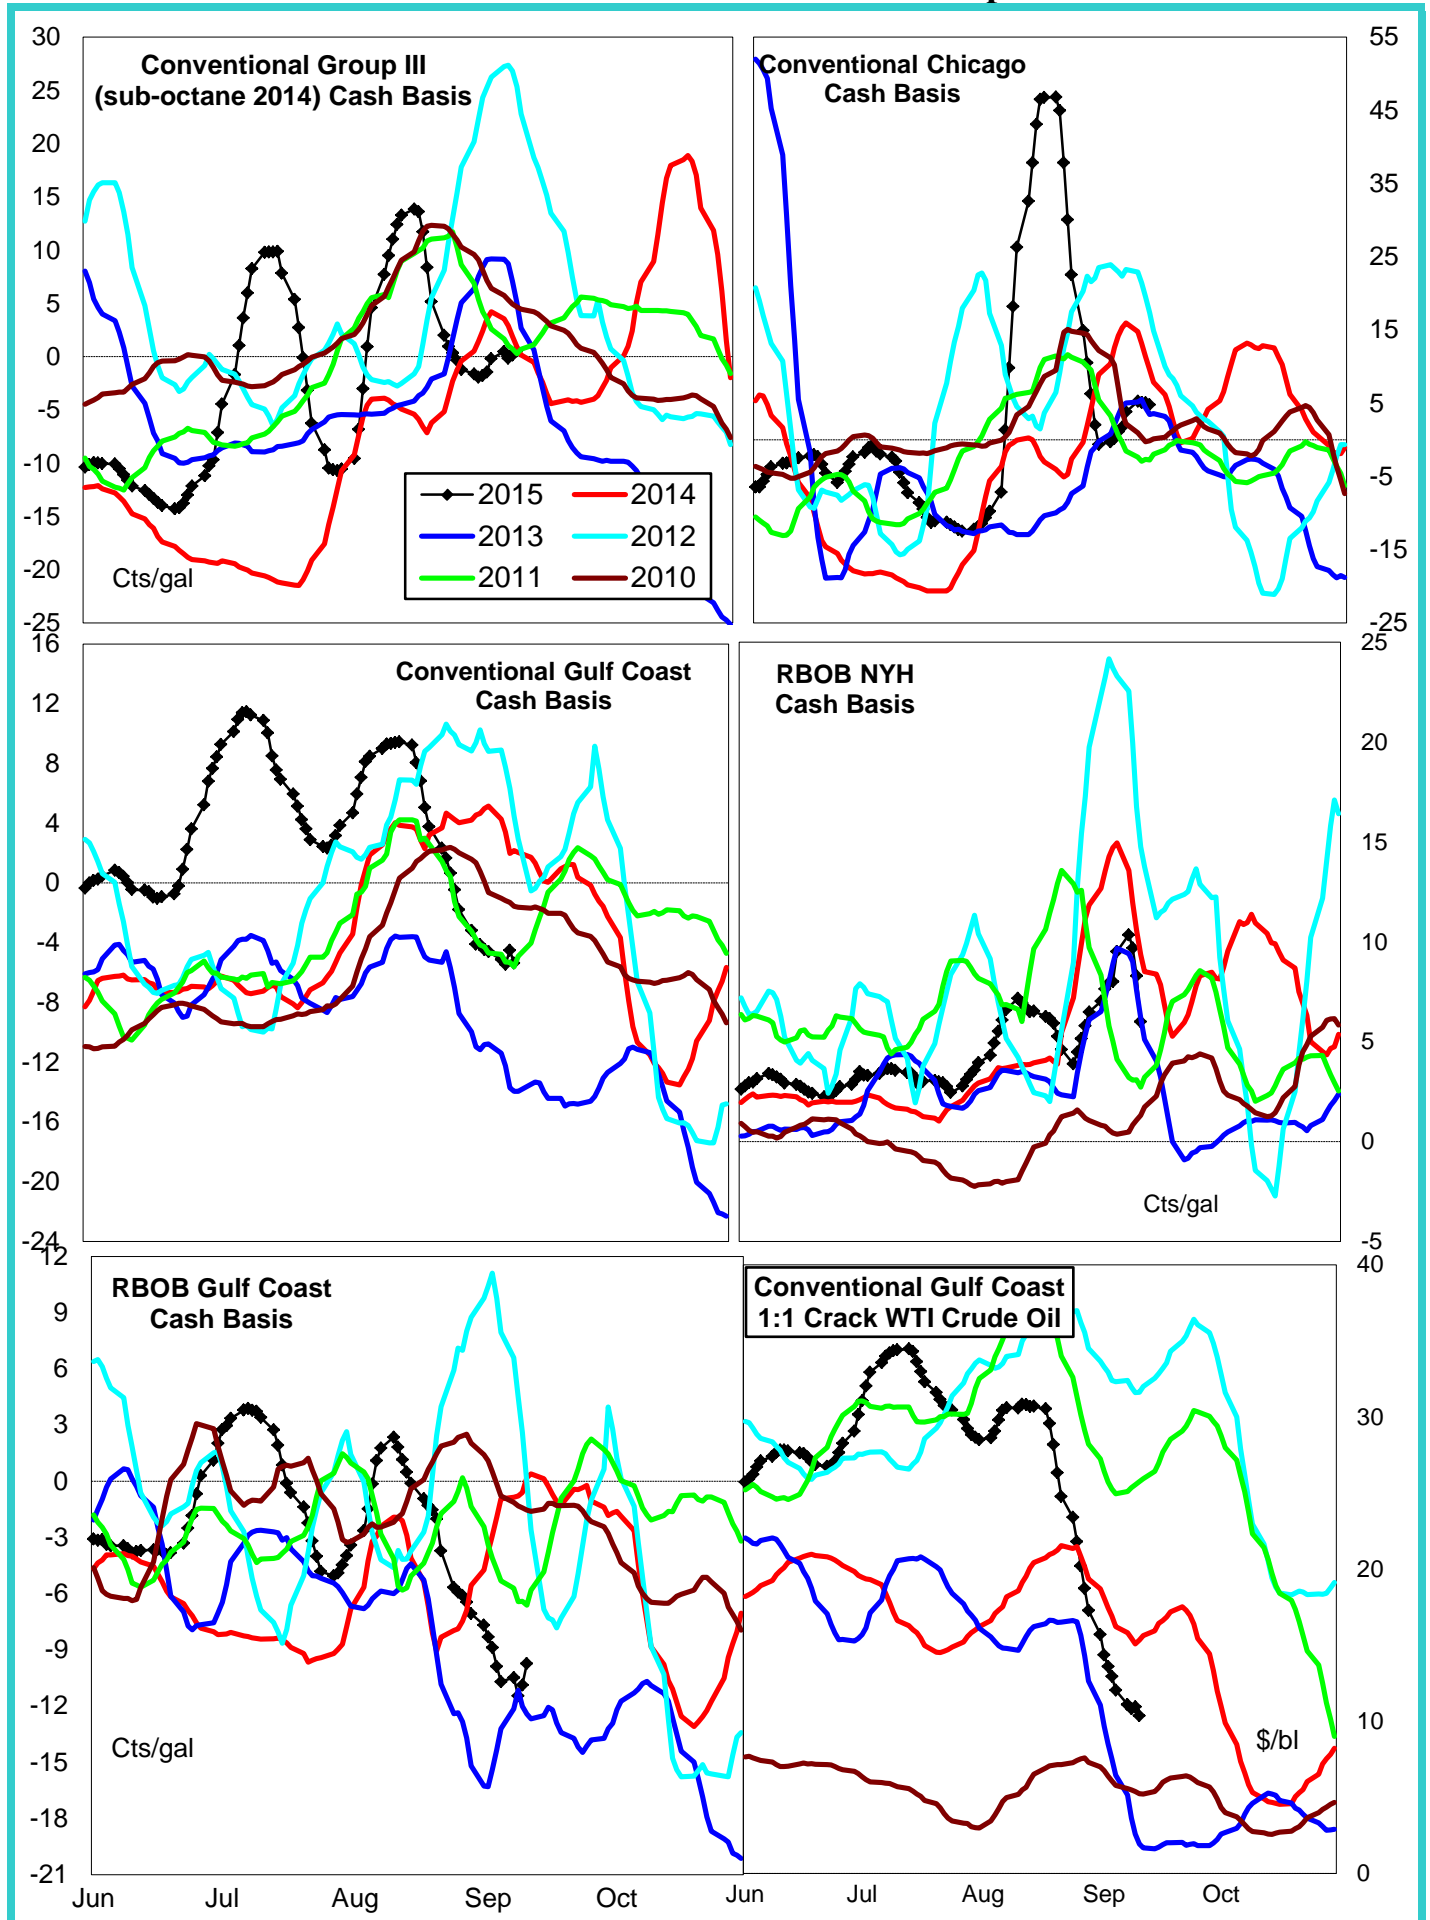 30
25
20
15
10
5
0
-5
-10
-15
-20
-25
Conventional Group III
(sub-octane 2014) Cash Basis
Cts/gal
2015
2014
2013
2012
2011
2010
Conventional Chicago
Cash Basis
55
45
35
25
15
5
-5
-15
-25
16
12
8
4
0
-4
-8
-12
-16
-20
-24
Conventional Gulf Coast
Cash Basis
RBOB NYH
Cash Basis
Cts/gal
25
20
15
10
5
0
-5
12
9
6
3
0
-3
-6
-9
-12
-15
-18
-21
RBOB Gulf Coast
Cash Basis
Cts/gal
Jun
Jul
Aug
Sep
Oct
Conventional Gulf Coast
1:1 Crack WTI Crude Oil
$/bl
40
30
20
10
0
Jun
Jul
Aug
Sep
Oct